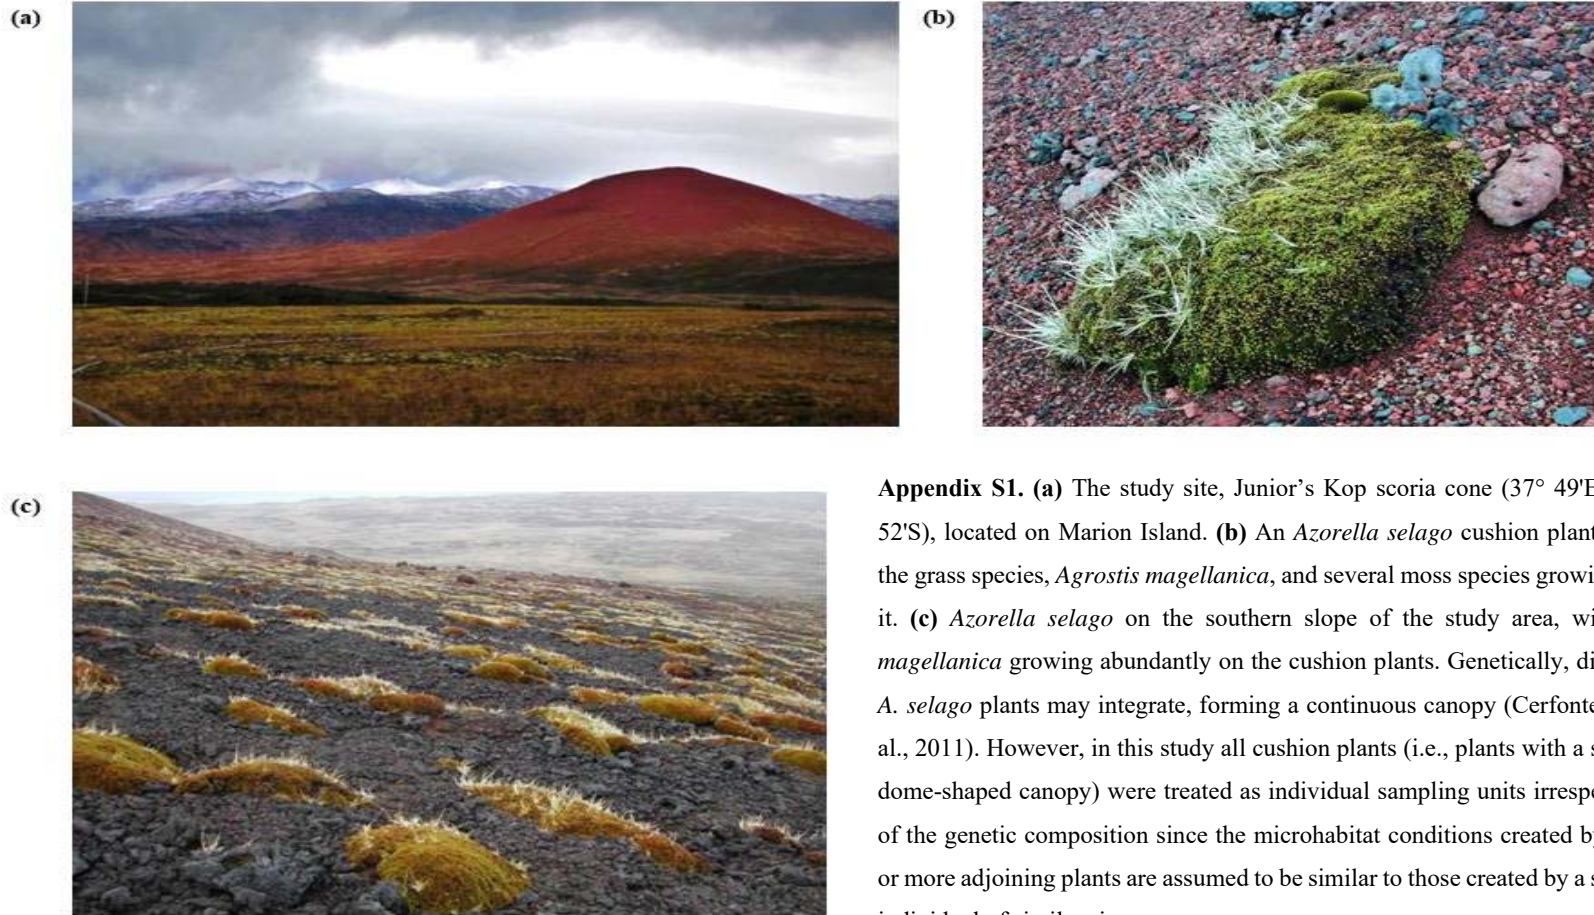 (a)
(b)
(c)
Appendix S1. (a) The study site, Junior's Kop scoria cone (37° 49'E
52'S), located on Marion Island. (b) An Azorella selago cushion plant
the grass species, Agrostis magellanica, and several moss species growi
it. (c) Azorella selago on the southern slope of the study area, wi
magellanica growing abundantly on the cushion plants. Genetically, di
A. selago plants may integrate, forming a continuous canopy (Cerfonte
al., 2011). However, in this study all cushion plants (i.e., plants with a s
dome-shaped canopy) were treated as individual sampling units irrespe
of the genetic composition since the microhabitat conditions created b
or more adjoining plants are assumed to be similar to those created by a s